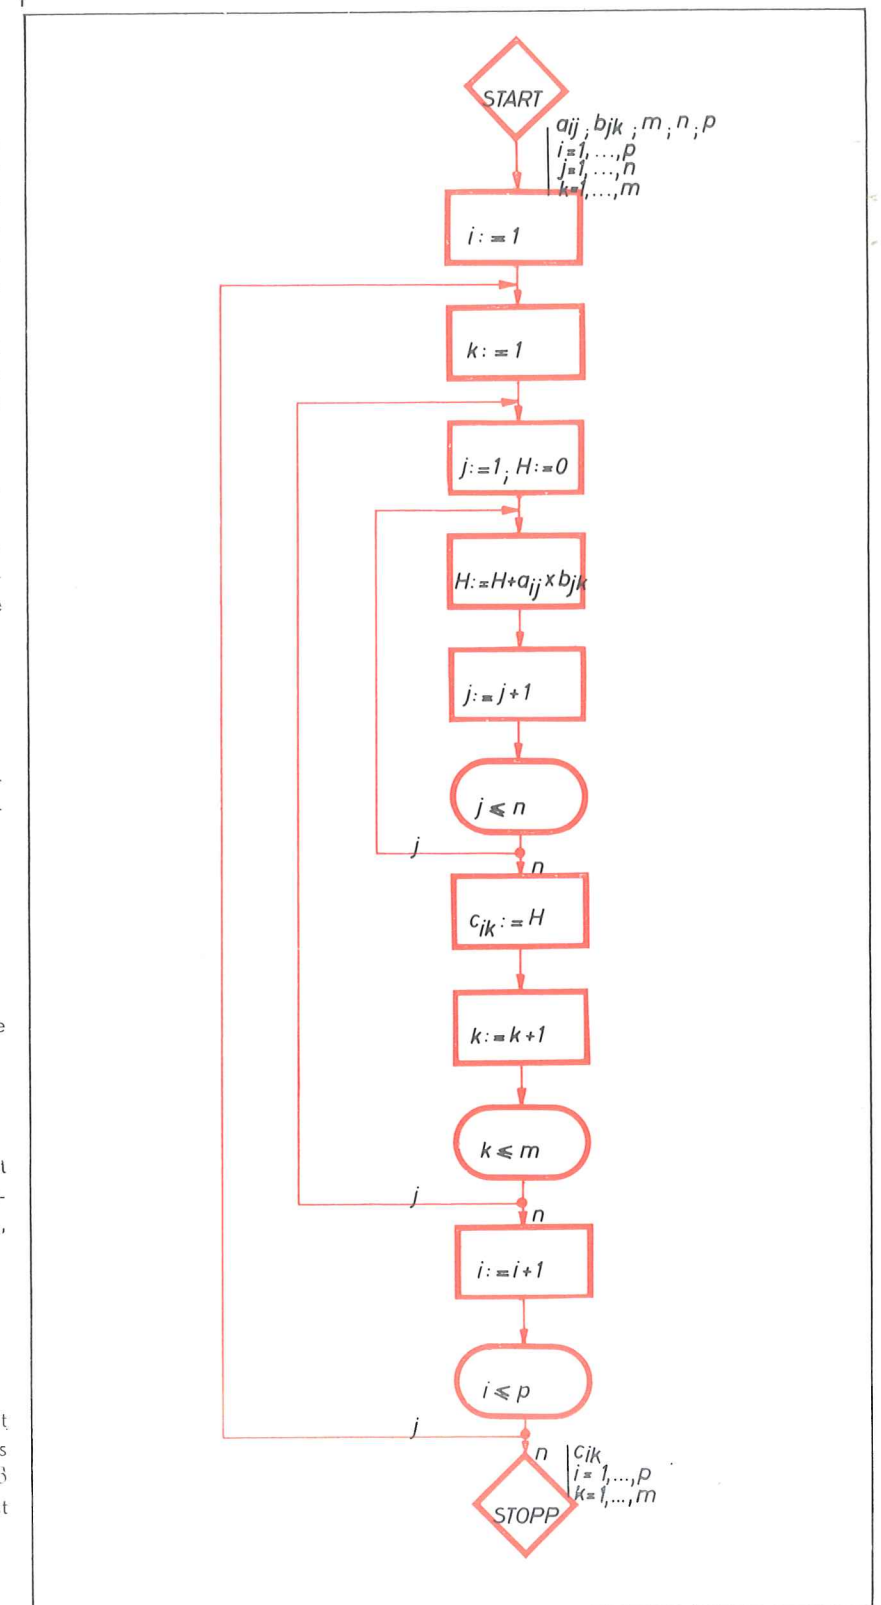 START
aij ; bjk ; m ; n ; p
i=1, ...,p
j=1, ...,n
k=1, ...,m
i:=1
k:=1
j:=1; H:=0
H:=H+aij×bjk
j:=j+1
j⩽n
j
n
cik:=H
k:=k+1
k⩽m
j
n
i:=i+1
i⩽p
j
n
cik
i=1,...,p
k=1,...,m
STOPP